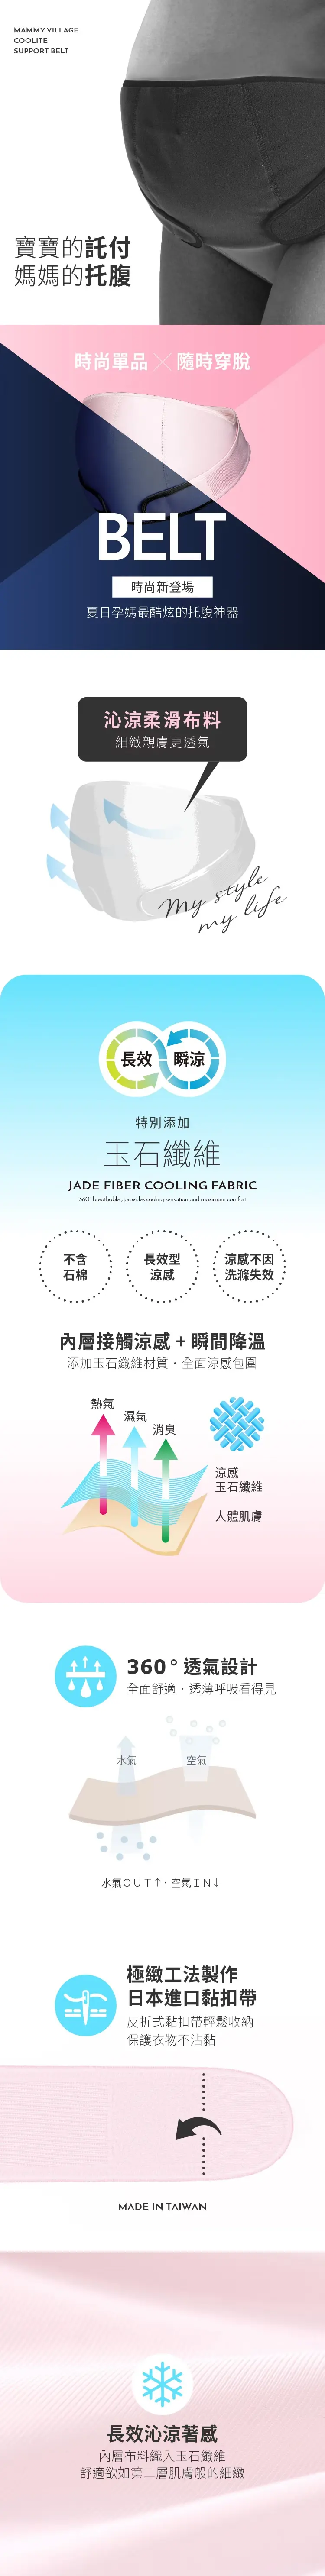 MAMMY VILLAGE
COOLITE
SUPPORT BELT
寶寶的託付
媽媽的托腹
時尚單品╳隨時穿脫
BELT
時尚新登場
夏日孕媽最酷炫的托腹神器
沁涼柔滑布料
細緻親膚更透氣
My style
my life
長效 瞬涼
特別添加
玉石纖維
JADE FIBER COOLING FABRIC
360° breathable , provides cooling sensation and maximum comfort
不含
石棉
長效型
涼感
涼感不因
洗滌失效
內層接觸涼感 + 瞬間降溫
添加玉石纖維材質・全面涼感包圍
熱氣
濕氣
消臭
涼感
玉石纖維
人體肌膚
360°透氣設計
全面舒適・透薄呼吸看得見
水氣
空氣
水氣OUT↑・空氣IN↓
極緻工法製作
日本進口黏扣帶
反折式黏扣帶輕鬆收納
保護衣物不沾黏
MADE IN TAIWAN
長效沁涼著感
內層布料織入玉石纖維
舒適欲如第二層肌膚般的細緻